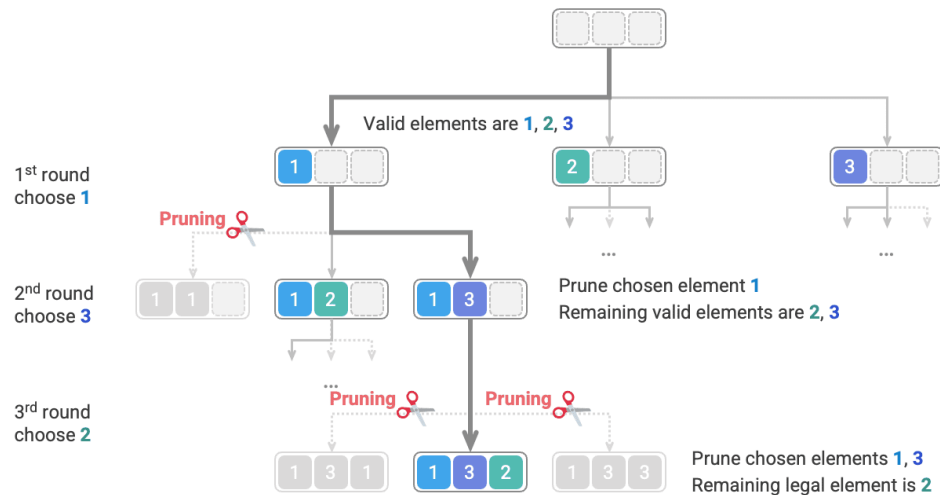 Valid elements are 1, 2, 3
1st round
choose 1
1
2
3
Pruning
...
...
2nd round
choose 3
1 1
1 2
1 3
Prune chosen element 1
Remaining valid elements are 2, 3
...
Pruning
Pruning
3rd round
choose 2
1 3 1
1 3 2
1 3 3
Prune chosen elements 1, 3
Remaining legal element is 2